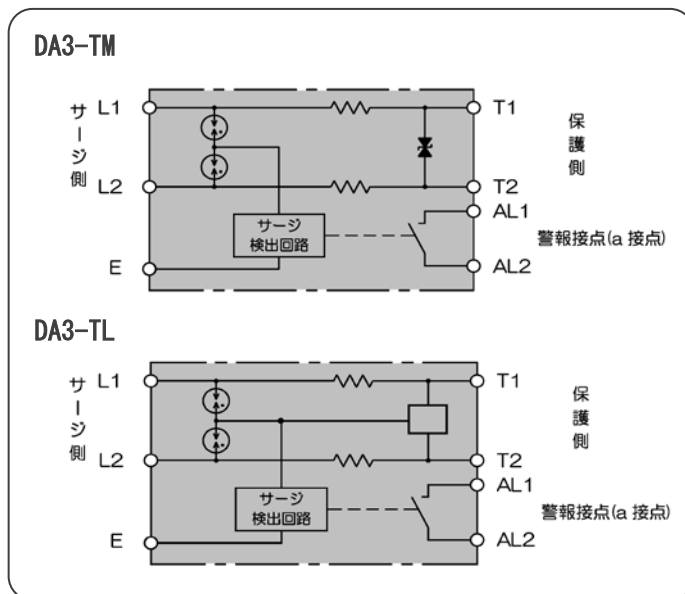 DA3-TM
サージ側
L1
T1
保護側
L2
T2
AL1
サージ
検出回路
警報接点(a 接点)
E
AL2
DA3-TL
サージ側
L1
T1
保護側
L2
T2
AL1
サージ
検出回路
警報接点(a 接点)
E
AL2